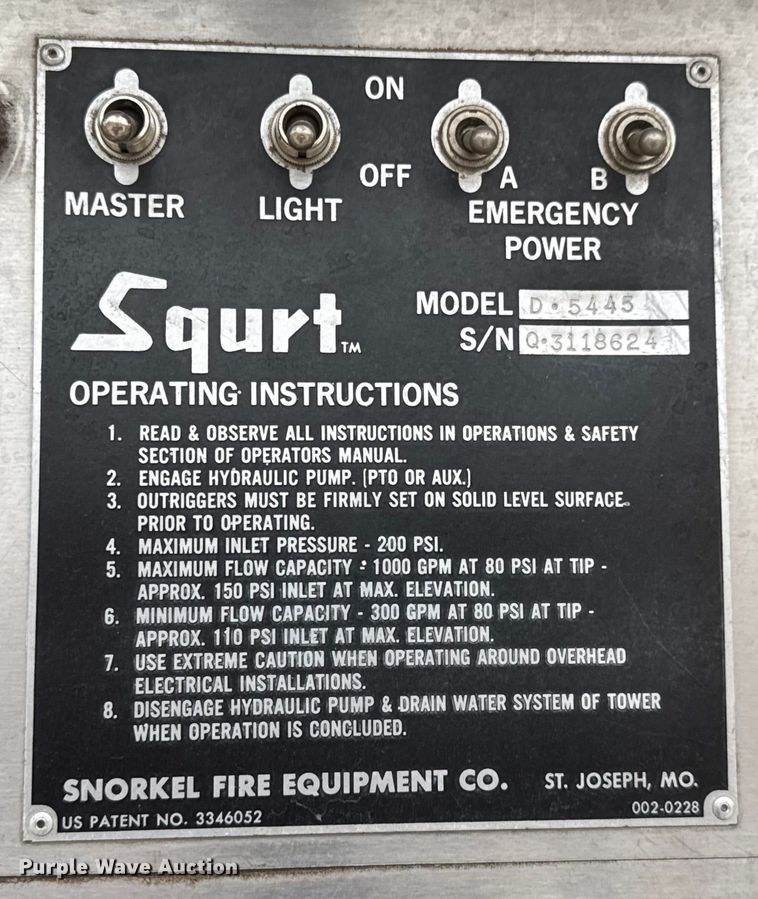 ON
OFF
MASTER LIGHT A B
EMERGENCY
POWER
Squrt TM
MODEL D•5445
S/N Q•3118624
OPERATING INSTRUCTIONS
1. READ & OBSERVE ALL INSTRUCTIONS IN OPERATIONS & SAFETY
SECTION OF OPERATORS MANUAL.
2. ENGAGE HYDRAULIC PUMP. (PTO OR AUX.)
3. OUTRIGGERS MUST BE FIRMLY SET ON SOLID LEVEL SURFACE
PRIOR TO OPERATING.
4. MAXIMUM INLET PRESSURE - 200 PSI.
5. MAXIMUM FLOW CAPACITY - 1000 GPM AT 80 PSI AT TIP -
APPROX. 150 PSI INLET AT MAX. ELEVATION.
6. MINIMUM FLOW CAPACITY - 300 GPM AT 80 PSI AT TIP -
APPROX. 110 PSI INLET AT MAX. ELEVATION.
7. USE EXTREME CAUTION WHEN OPERATING AROUND OVERHEAD
ELECTRICAL INSTALLATIONS.
8. DISENGAGE HYDRAULIC PUMP & DRAIN WATER SYSTEM OF TOWER
WHEN OPERATION IS CONCLUDED.
SNORKEL FIRE EQUIPMENT CO. ST. JOSEPH, MO.
US PATENT NO. 3346052 002-0228
Purple Wave Auction